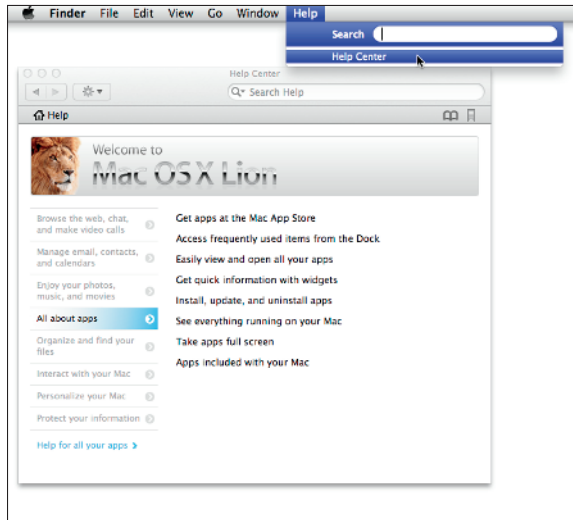 Finder File Edit View Go Window Help
Search
Help Center
Help Center
Search Help
Help
Welcome to
Mac OS X Lion
Browse the web, chat,
and make video calls
Manage email, contacts,
and calendars
Enjoy your photos,
music, and movies
All about apps
Organize and find your
files
Interact with your Mac
Personalize your Mac
Protect your information
Help for all your apps
Get apps at the Mac App Store
Access frequently used items from the Dock
Easily view and open all your apps
Get quick information with widgets
Install, update, and uninstall apps
See everything running on your Mac
Take apps full screen
Apps included with your Mac